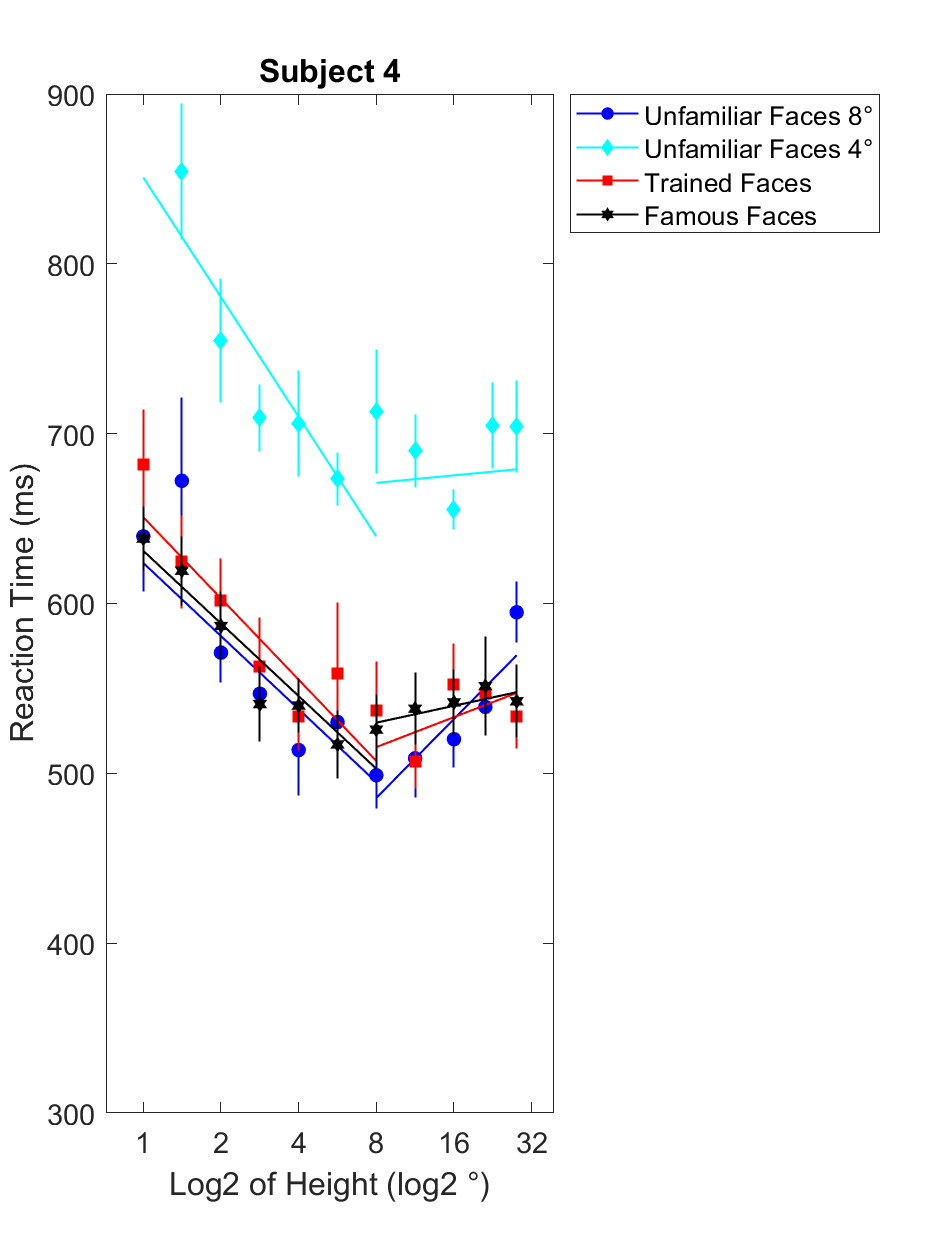 Subject 4
900
800
700
600
500
400
300
Reaction Time (ms)
1 2 4 8 16 32
Log2 of Height (log2 °)
Unfamiliar Faces 8°
Unfamiliar Faces 4°
Trained Faces
Famous Faces